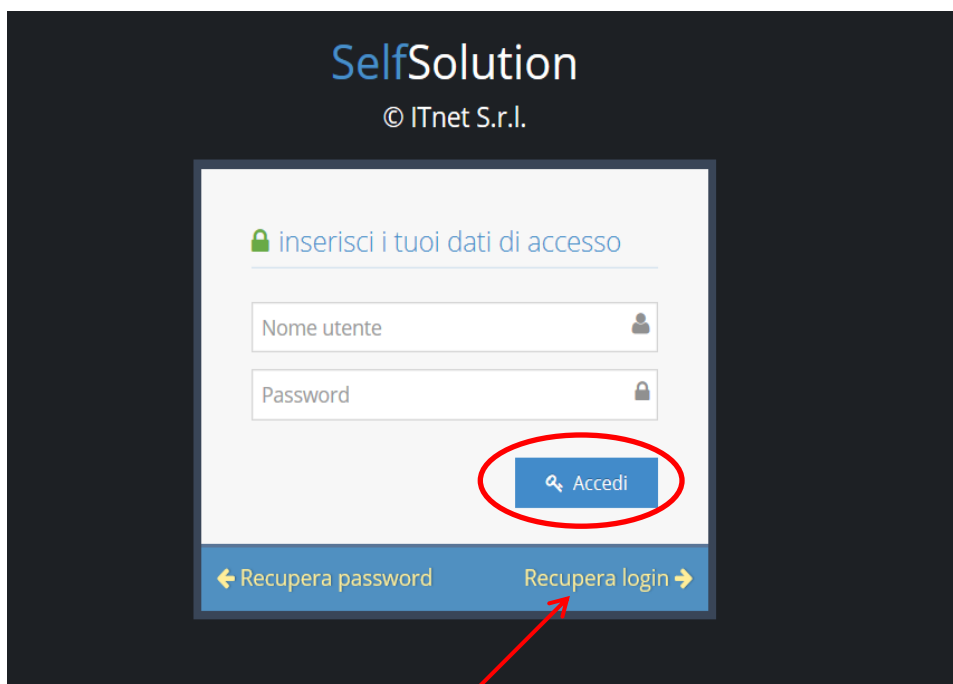 SelfSolution
© ITnet S.r.l.
inserisci i tuoi dati di accesso
Nome utente
Password
Accedi
Recupera password
Recupera login